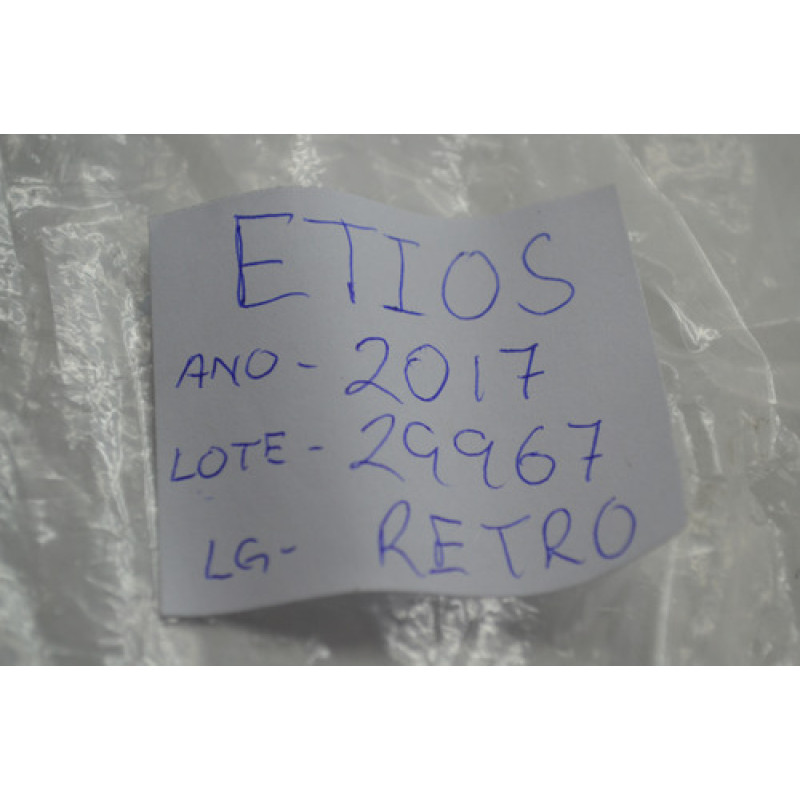 ETIOS
ANO - 2017
LOTE - 29967
LG- RETRO